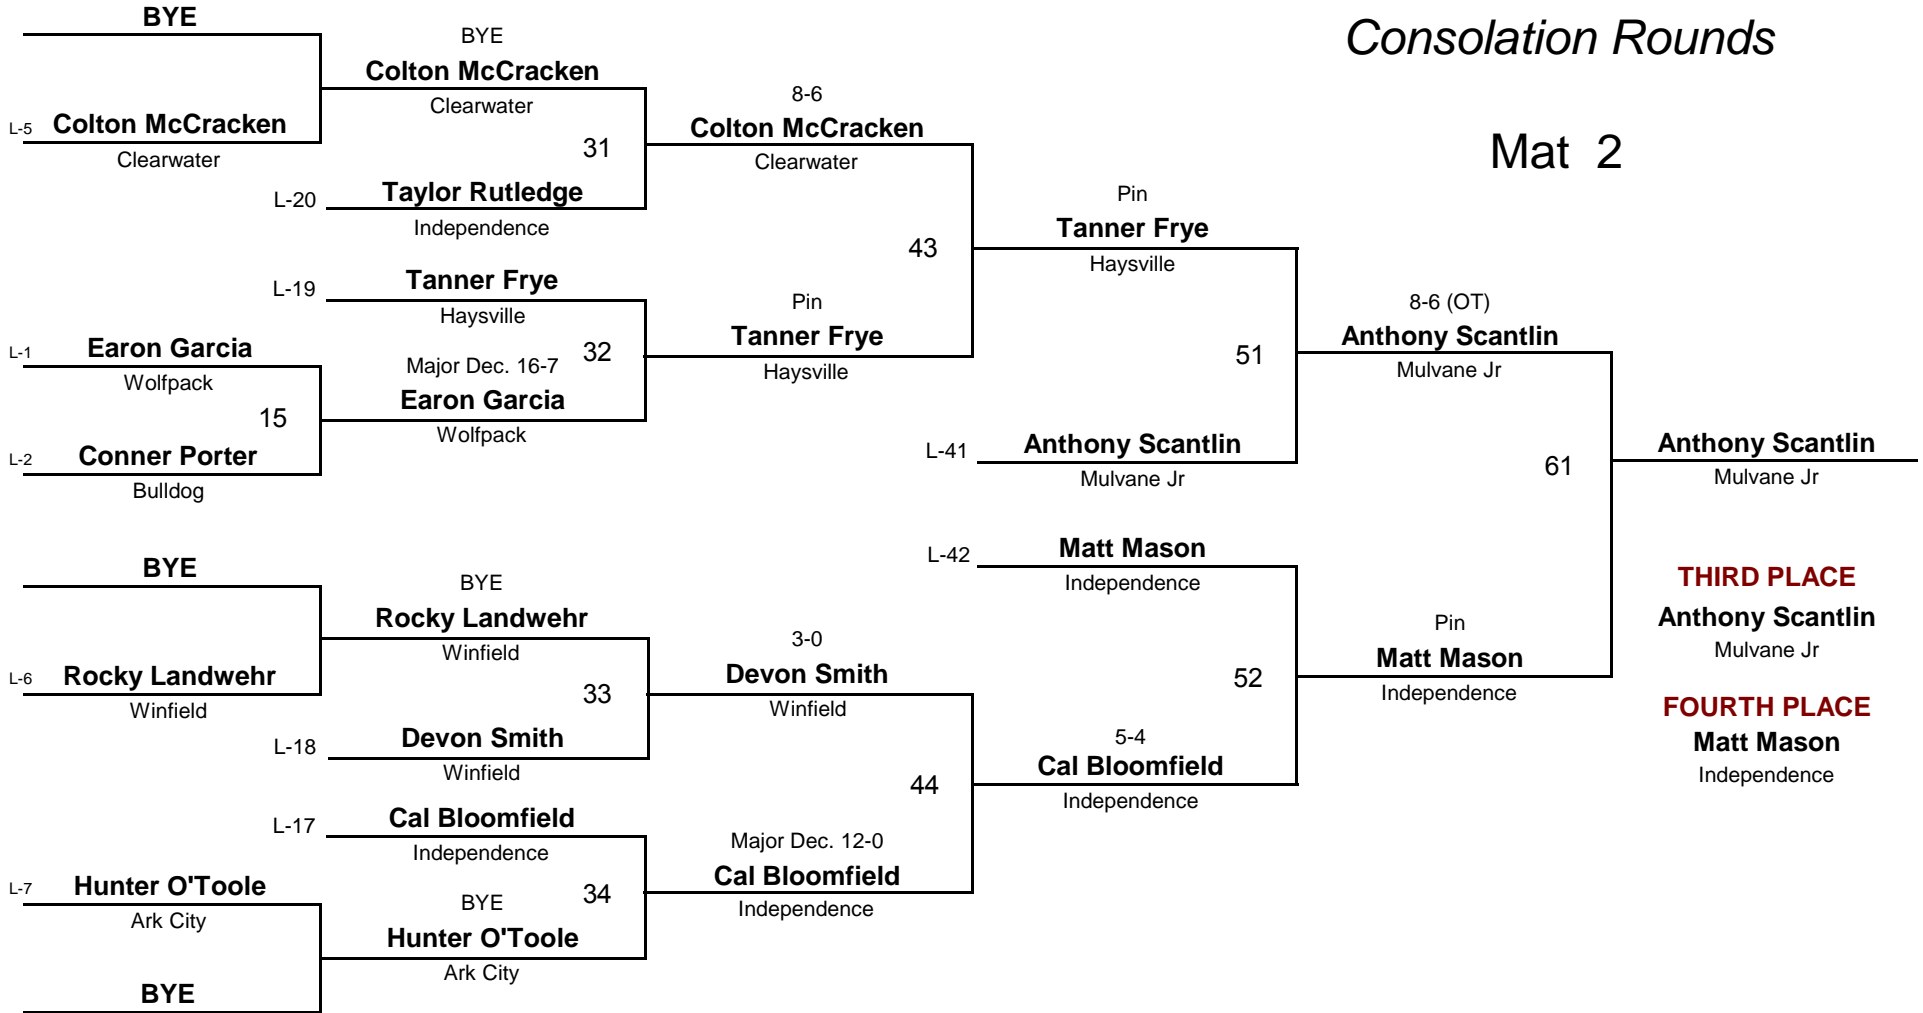 Consolation Rounds
Mat 2
BYE
L-5 Colton McCracken
Clearwater
BYE
Colton McCracken
Clearwater
31
L-20 Taylor Rutledge
Independence
8-6
Colton McCracken
Clearwater
L-19 Tanner Frye
Haysville
L-1 Earon Garcia
Wolfpack
15
L-2 Conner Porter
Bulldog
Major Dec. 16-7
32
Earon Garcia
Wolfpack
Pin
Tanner Frye
Haysville
43
Pin
Tanner Frye
Haysville
51
L-41 Anthony Scantlin
Mulvane Jr
8-6 (OT)
Anthony Scantlin
Mulvane Jr
61
Anthony Scantlin
Mulvane Jr
BYE
L-6 Rocky Landwehr
Winfield
BYE
Rocky Landwehr
Winfield
33
L-18 Devon Smith
Winfield
3-0
Devon Smith
Winfield
L-17 Cal Bloomfield
Independence
L-7 Hunter O'Toole
Ark City
BYE
BYE
34
Hunter O'Toole
Ark City
Major Dec. 12-0
Cal Bloomfield
Independence
44
L-42 Matt Mason
Independence
52
5-4
Cal Bloomfield
Independence
Pin
Matt Mason
Independence
THIRD PLACE
Anthony Scantlin
Mulvane Jr
FOURTH PLACE
Matt Mason
Independence